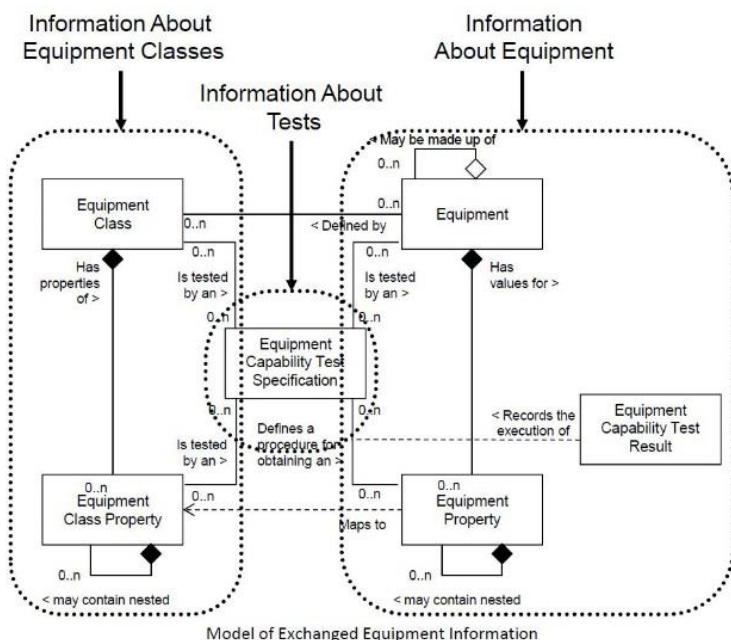 Information About
Equipment Classes
Information
About Equipment
Information About
Tests
< May be made up of
0..n
0..n
Equipment
Class
Equipment
0..n
< Defined by
0..n
0..n
0..n
Has
properties
of >
Is tested
by an >
Is tested
by an >
Has
values for >
0..n
0..n
Equipment
Capability Test
Specification
0..n
0..n
Defines a
procedure for
obtaining an >
< Records the
execution of
Equipment
Capability Test
Result
Is tested
by an >
0..n
0..n
0..n
0..n
Equipment
Class Property
Equipment
Property
Maps to
0..n
0..n
< may contain nested
< may contain nested
Model of Exchanged Equipment Information